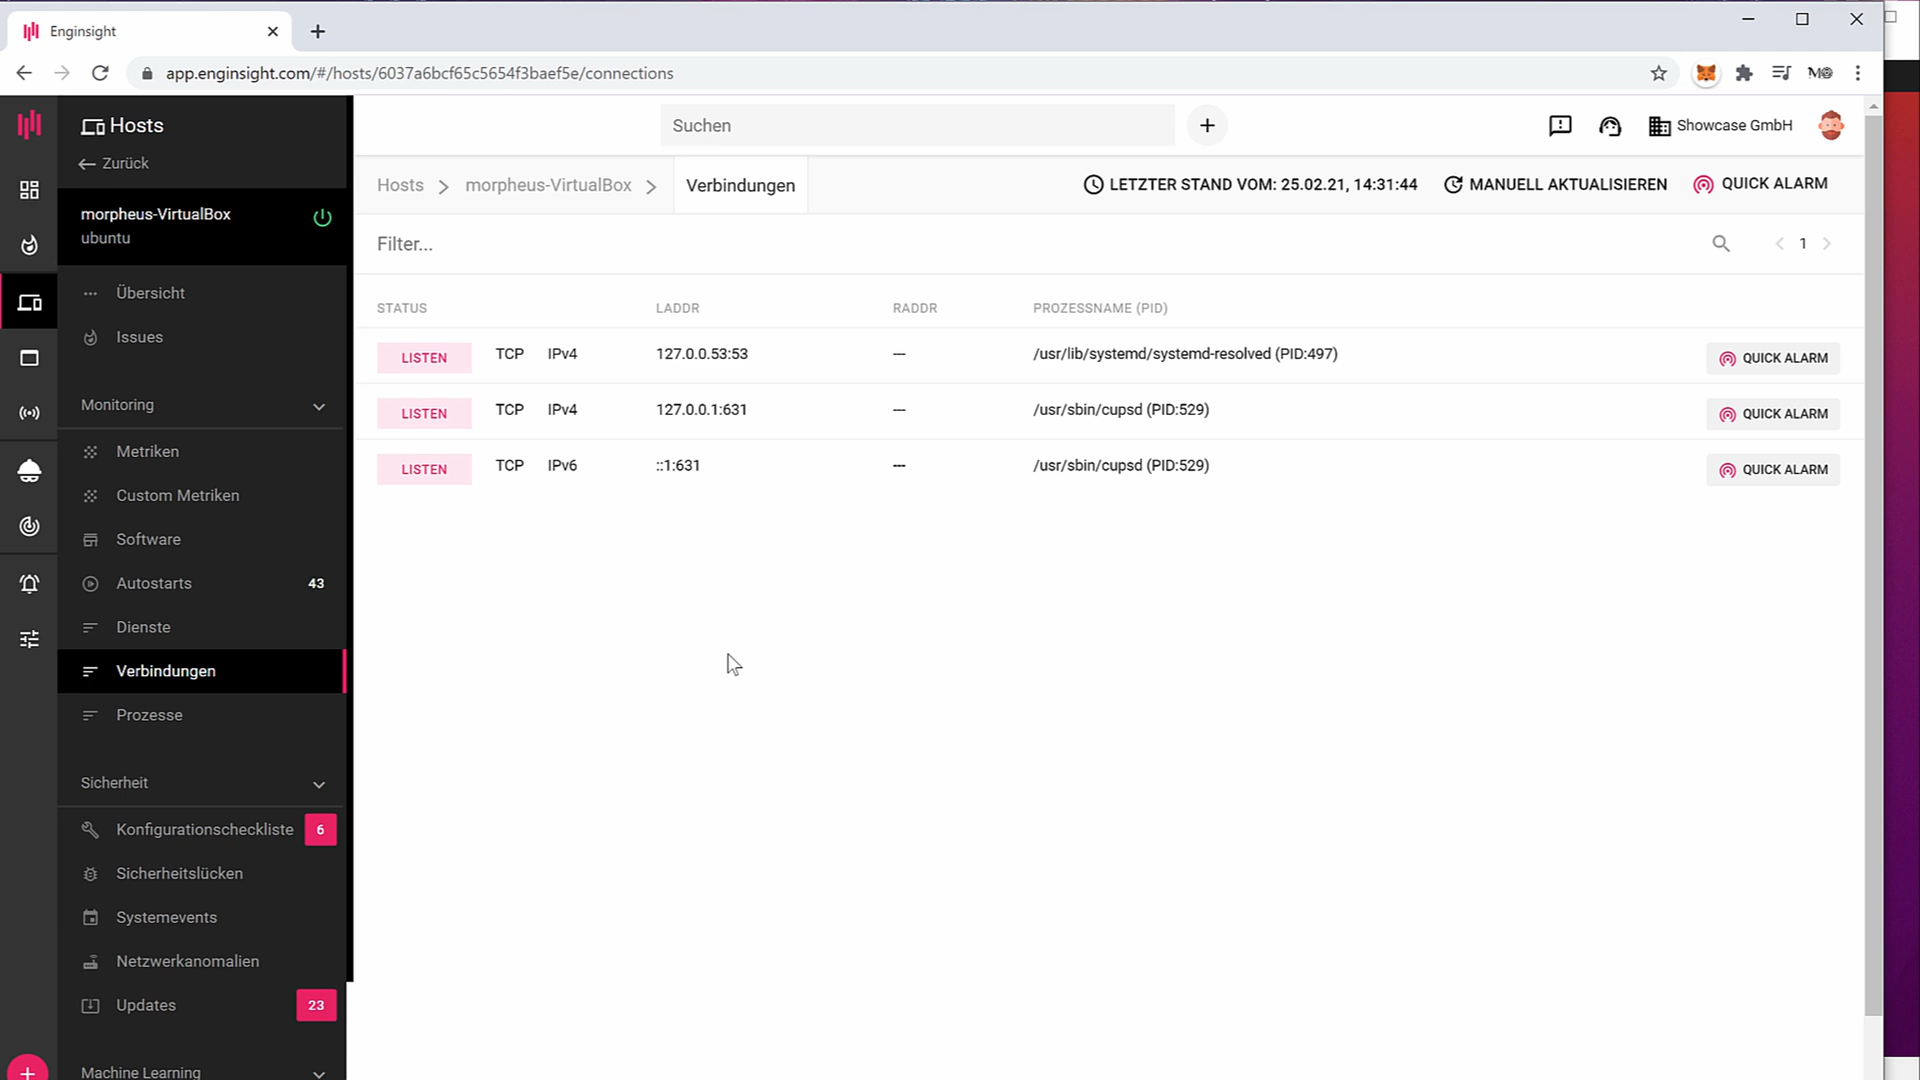 Enginsight
app.enginsight.com/#/hosts/6037a6bcf65c5654f3baef5e/connections
Hosts
Zurück
morpheus-VirtualBox
ubuntu
Übersicht
Issues
Monitoring
Metriken
Custom Metriken
Software
Autostarts 43
Dienste
Verbindungen
Prozesse
Sicherheit
Konfigurationscheckliste 6
Sicherheitslücken
Systemevents
Netzwerkanomalien
Updates 23
Machine Learning
Suchen
Showcase GmbH
Hosts morpheus-VirtualBox Verbindungen LETZTER STAND VOM: 25.02.21, 14:31:44 MANUELL AKTUALISIEREN QUICK ALARM
Filter... 1
STATUS LADDR RADDR PROZESSNAME (PID)
LISTEN TCP IPv4 127.0.0.53:53 --- /usr/lib/systemd/systemd-resolved (PID:497) QUICK ALARM
LISTEN TCP IPv4 127.0.0.1:631 --- /usr/sbin/cupsd (PID:529) QUICK ALARM
LISTEN TCP IPv6 ::1:631 --- /usr/sbin/cupsd (PID:529) QUICK ALARM